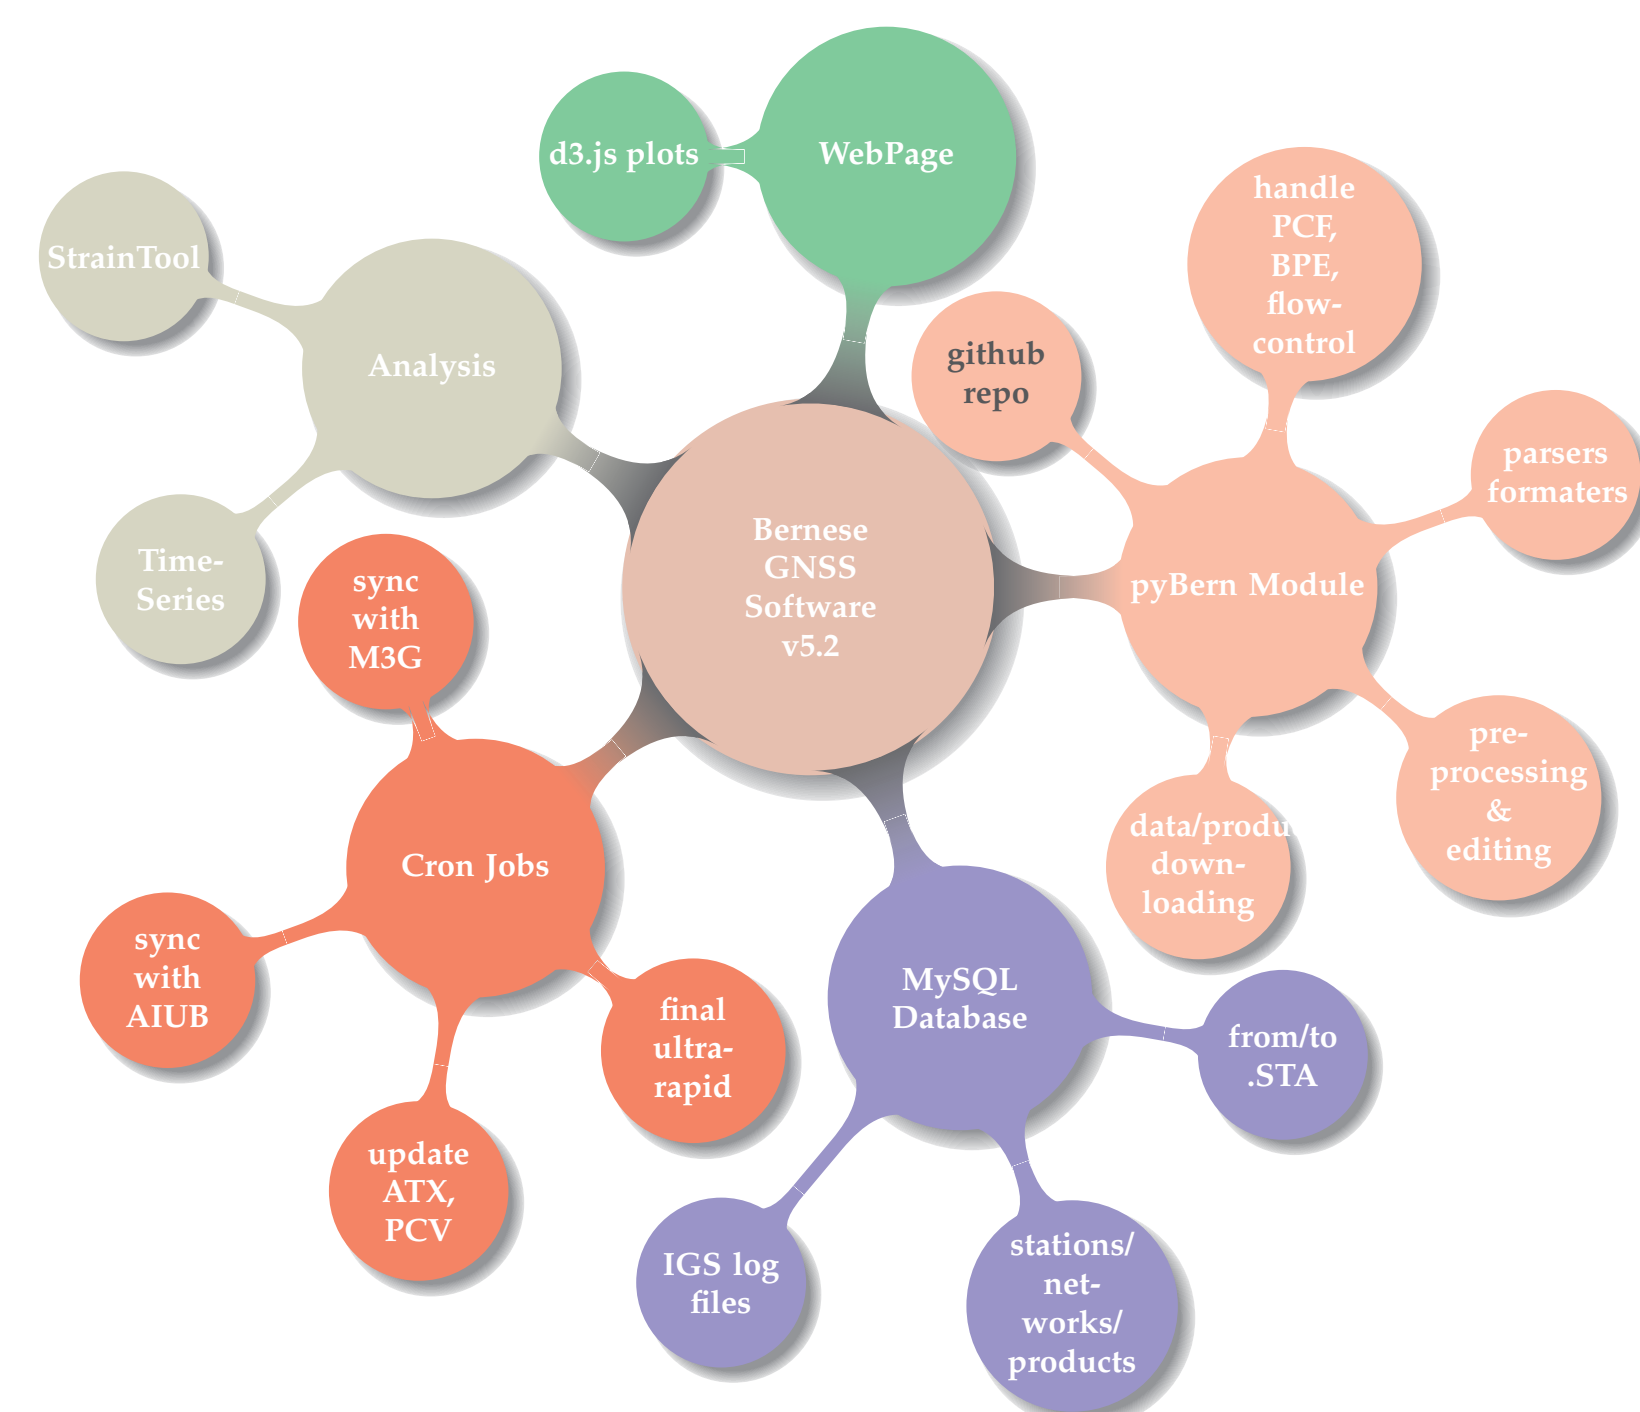 d3.js plots
WebPage
StrainTool
Analysis
Time-
Series
github
repo
handle
PCF,
BPE,
flow-
control
parsers
formaters
pyBern Module
pre-
processing
&
editing
data/produ
down-
loading
Bernese
GNSS
Software
v5.2
sync
with
M3G
Cron Jobs
sync
with
AIUB
update
ATX,
PCV
final
ultra-
rapid
MySQL
Database
from/to
.STA
IGS log
files
stations/
net-
works/
products